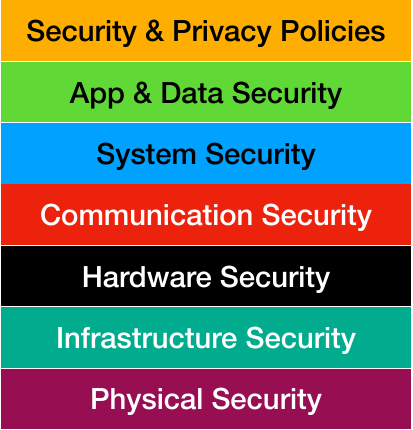 Security & Privacy Policies
App & Data Security
System Security
Communication Security
Hardware Security
Infrastructure Security
Physical Security